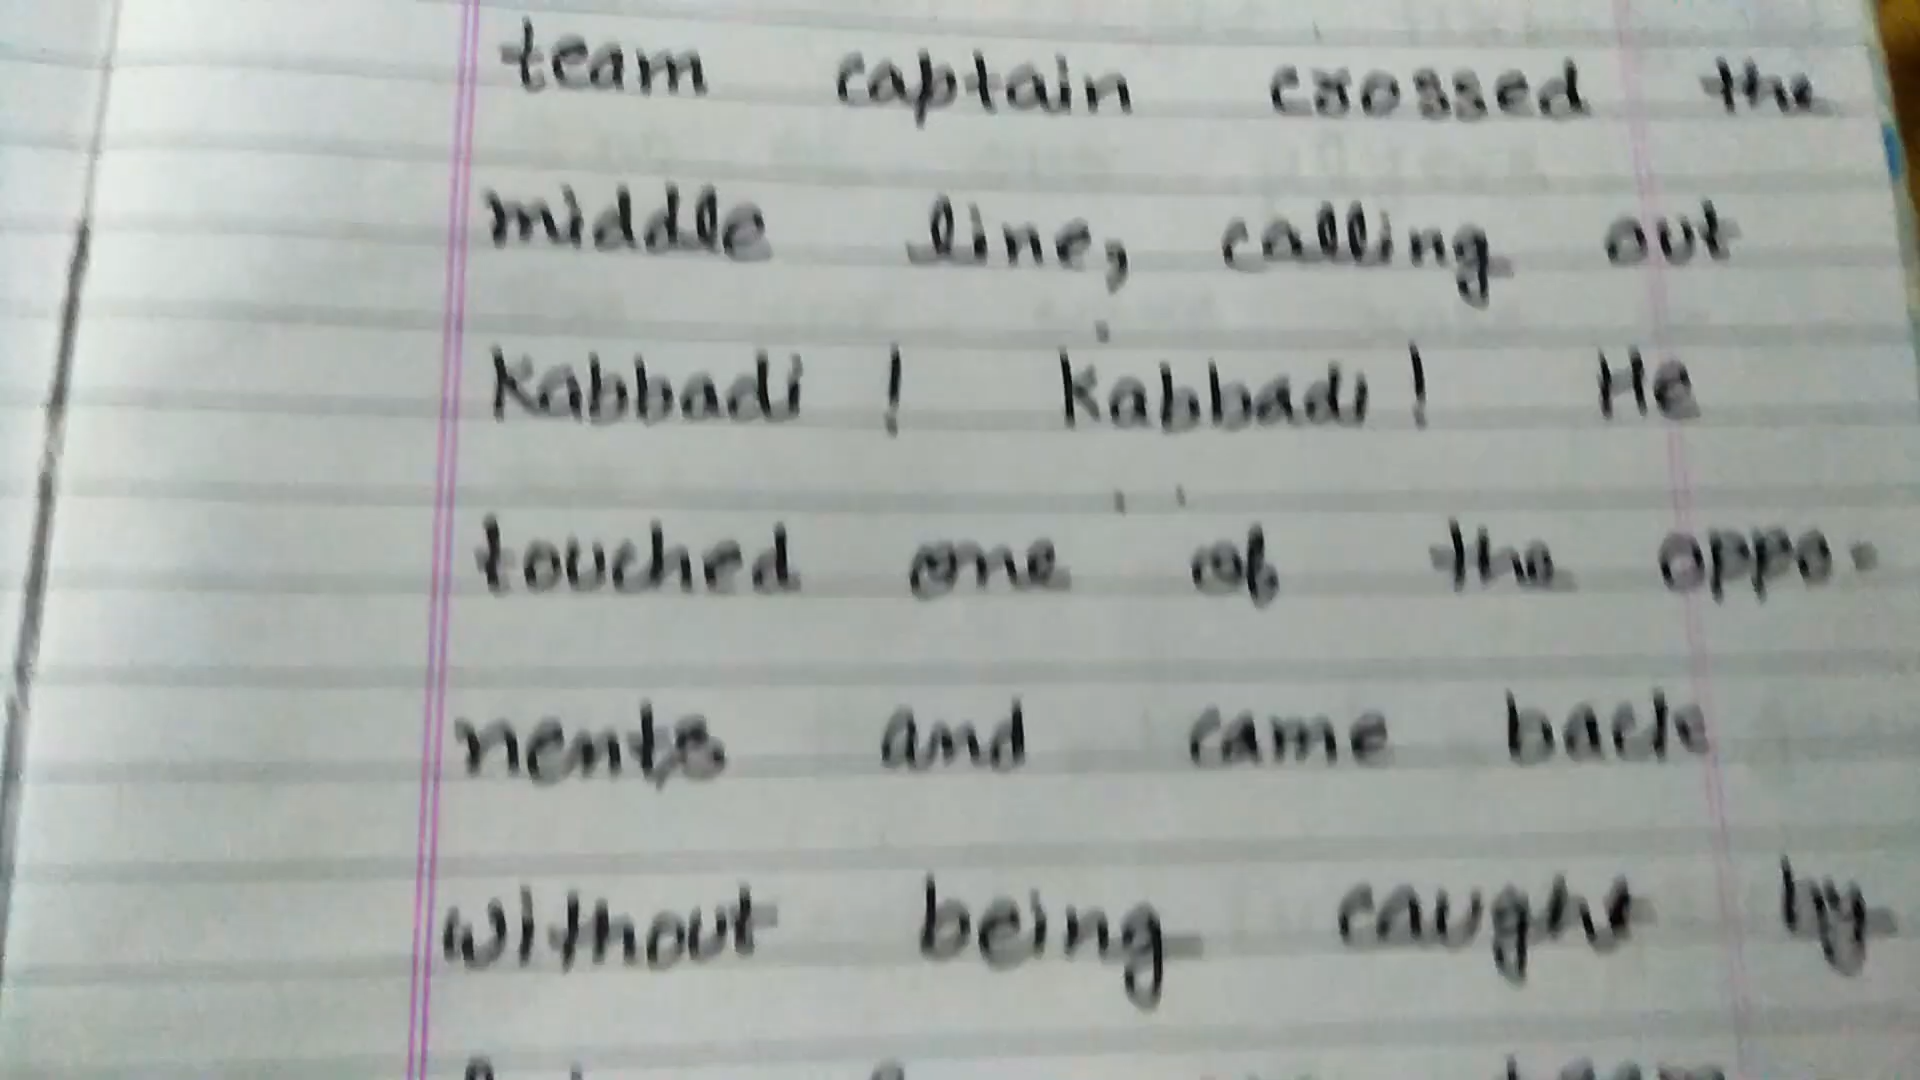 team captain crossed the
middle line, calling out
Kabbadi ! Kabbadi ! He
touched one of the oppo-
nents and came back
without being caught by
team